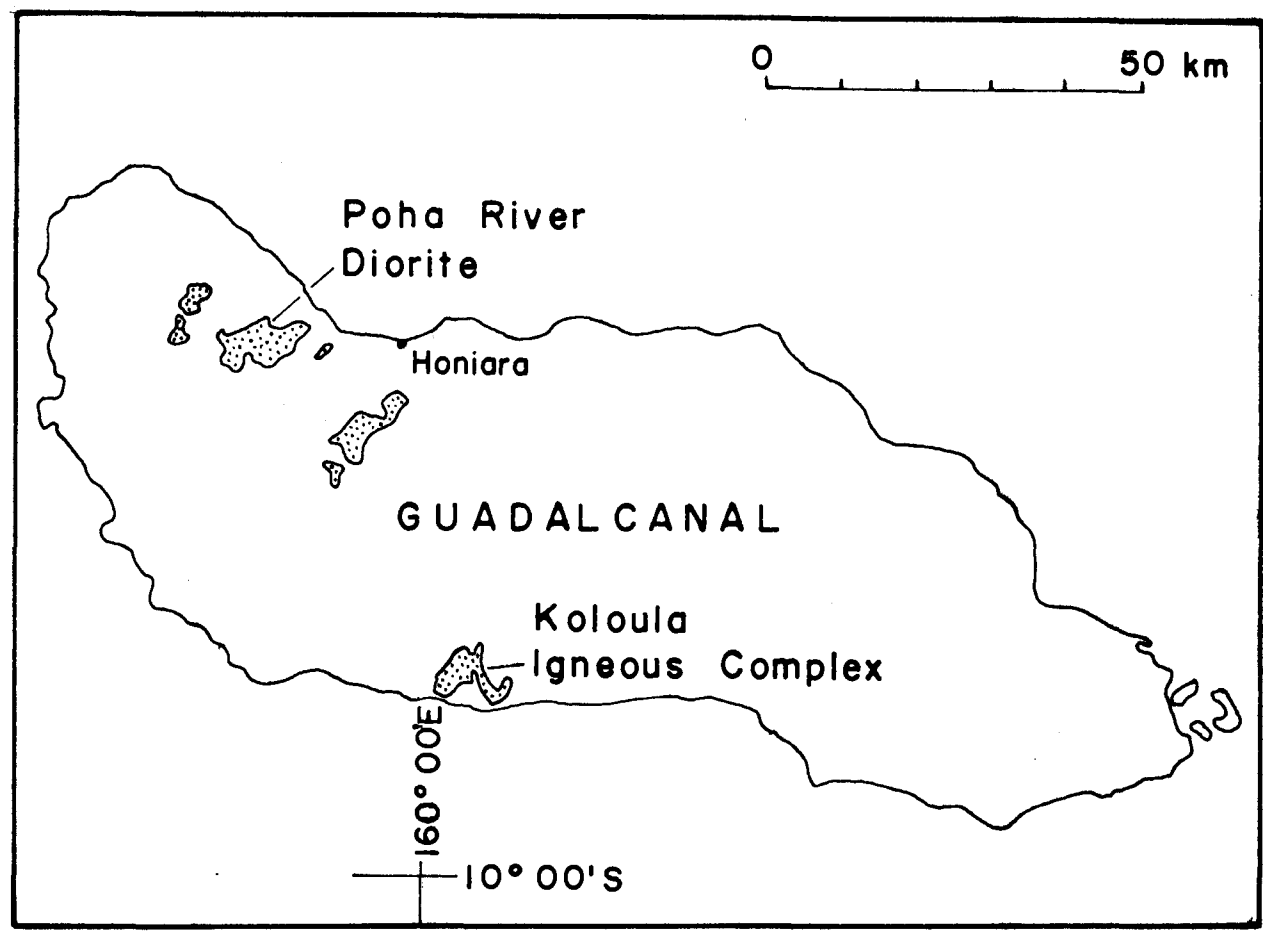 0 50 km
Poha River
Diorite
Honiara
GUADALCANAL
Koloula
Igneous Complex
160° 00'E
10° 00'S